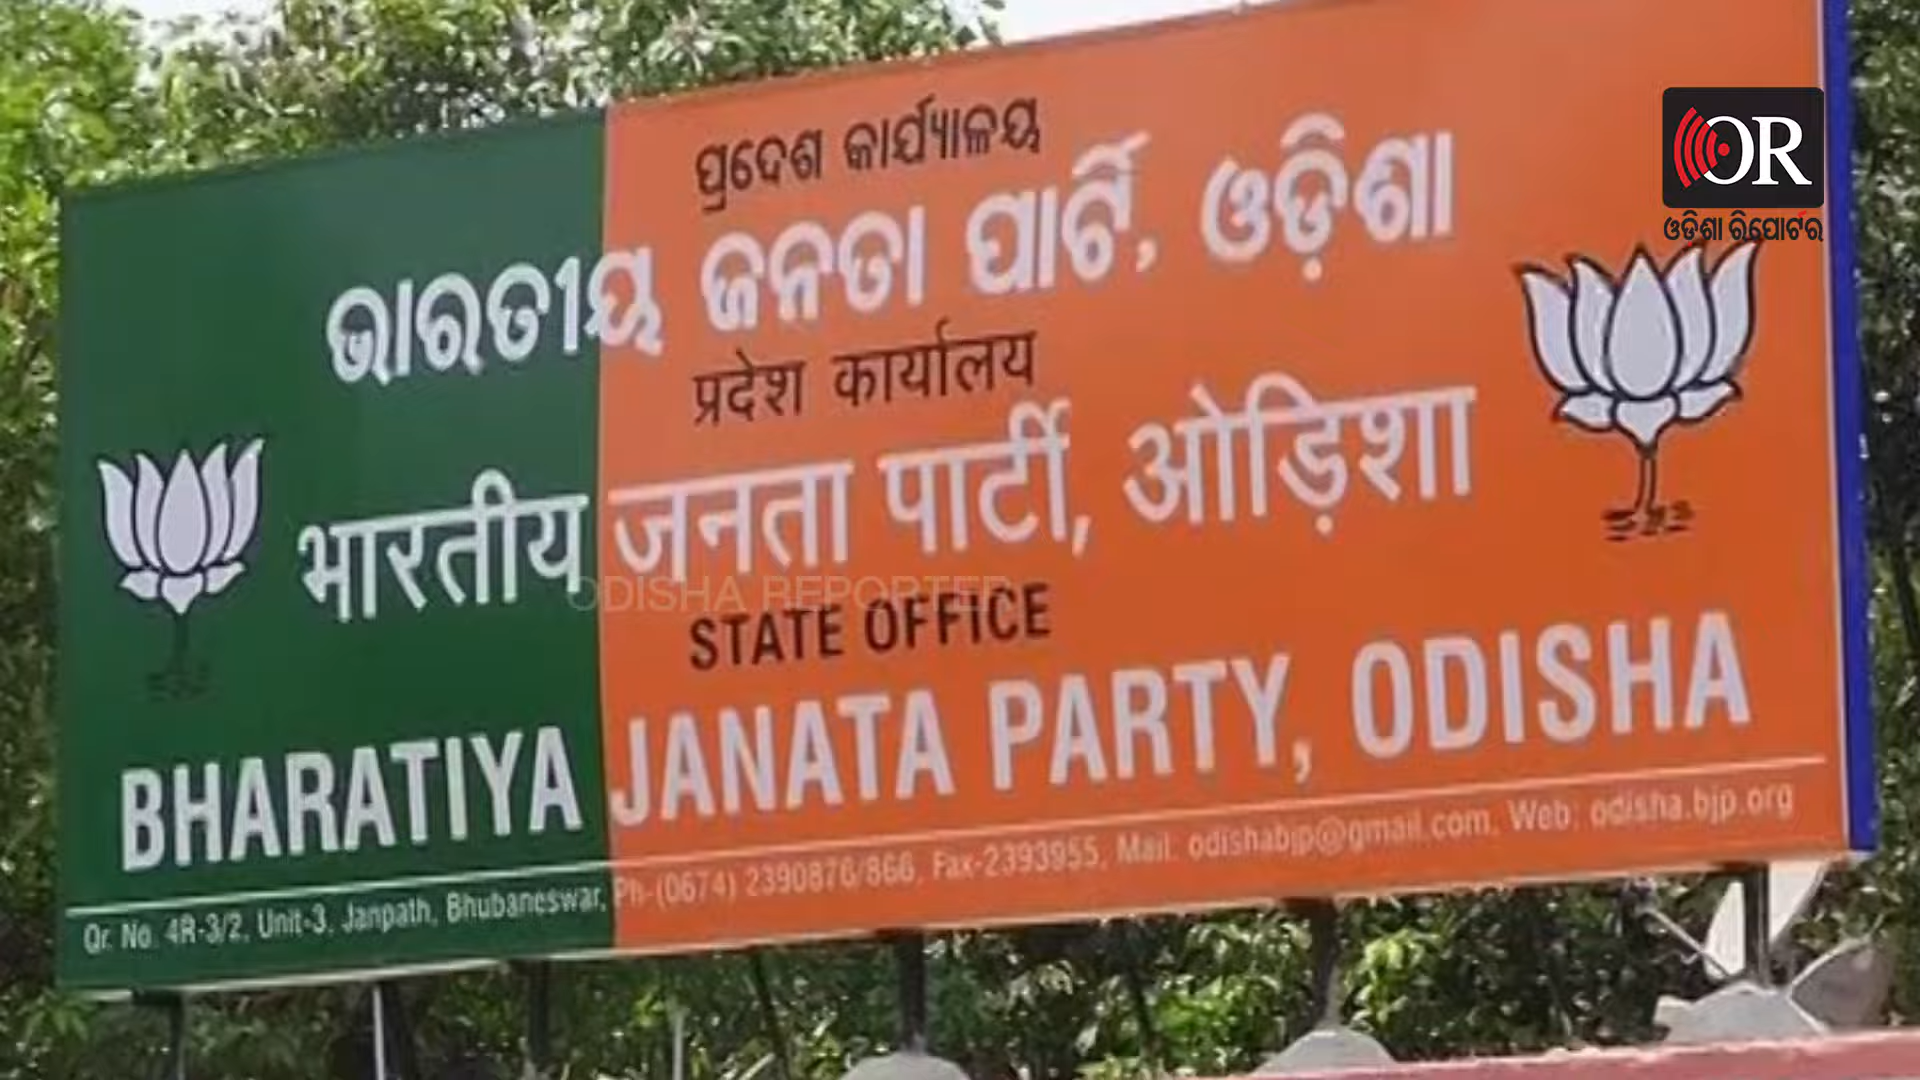 ପ୍ରଦେଶ କାର୍ଯ୍ୟାଳୟ
ଭାରତୀୟ ଜନତା ପାର୍ଟି, ଓଡ଼ିଶା
प्रदेश कार्यालय
भारतीय जनता पार्टी, ओड़िशा
STATE OFFICE
BHARATIYA JANATA PARTY, ODISHA
Qr. No. 4R-3/2, Unit-3, Janpath, Bhubaneswar, Ph-(0674) 2390876/866, Fax-2393955, Mail: odishabjp@gmail.com, Web: odisha.bjp.org
OR
ଓଡିଶା ରିପୋର୍ଟର
ODISHA REPORTER